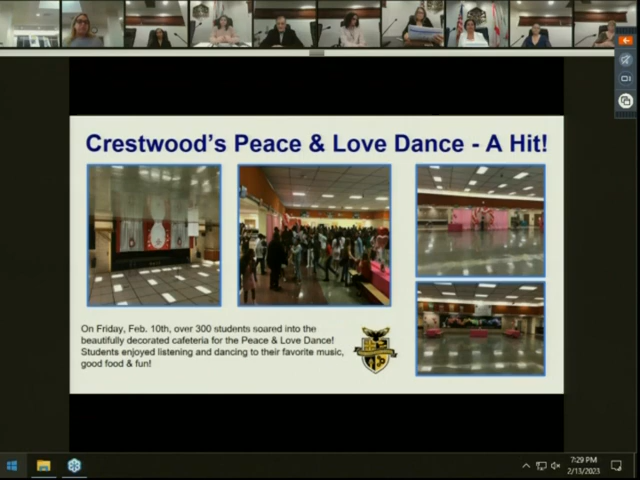 Crestwood's Peace & Love Dance - A Hit!
On Friday, Feb. 10th, over 300 students soared into the
beautifully decorated cafeteria for the Peace & Love Dance!
Students enjoyed listening and dancing to their favorite music,
good food & fun!
7:29 PM
2/13/2023